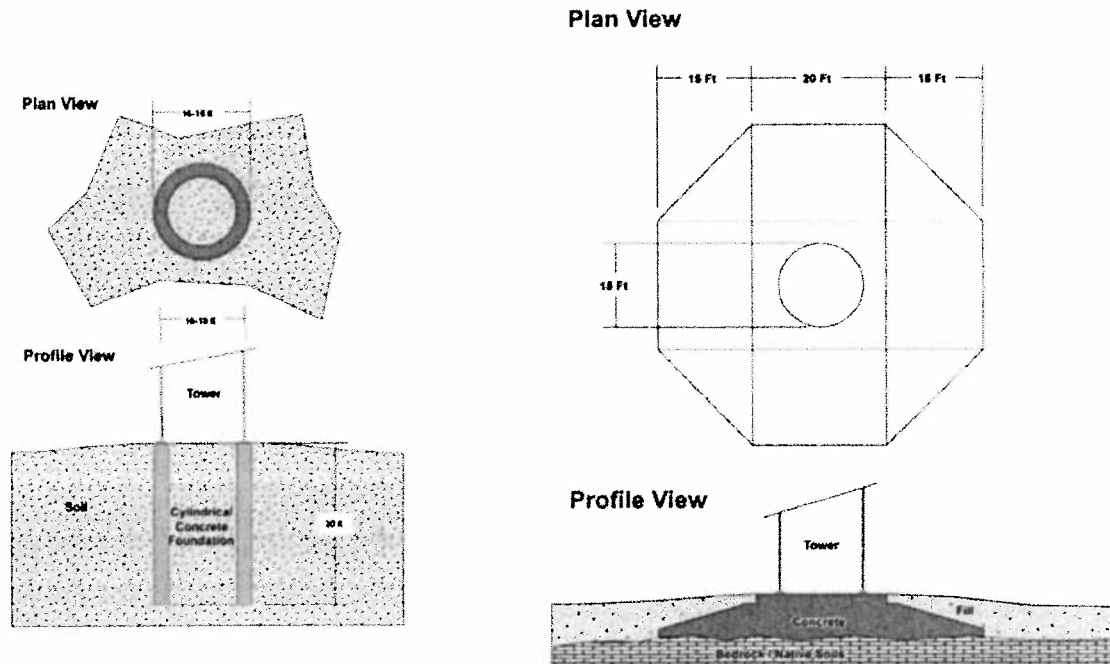 Plan View
Profile View
Tower
Soil
Cylindrical
Concrete
Foundation
Plan View
15 Ft
20 Ft
15 Ft
15 Ft
Profile View
Tower
Fill
Concrete
Bedrock / Native Soils